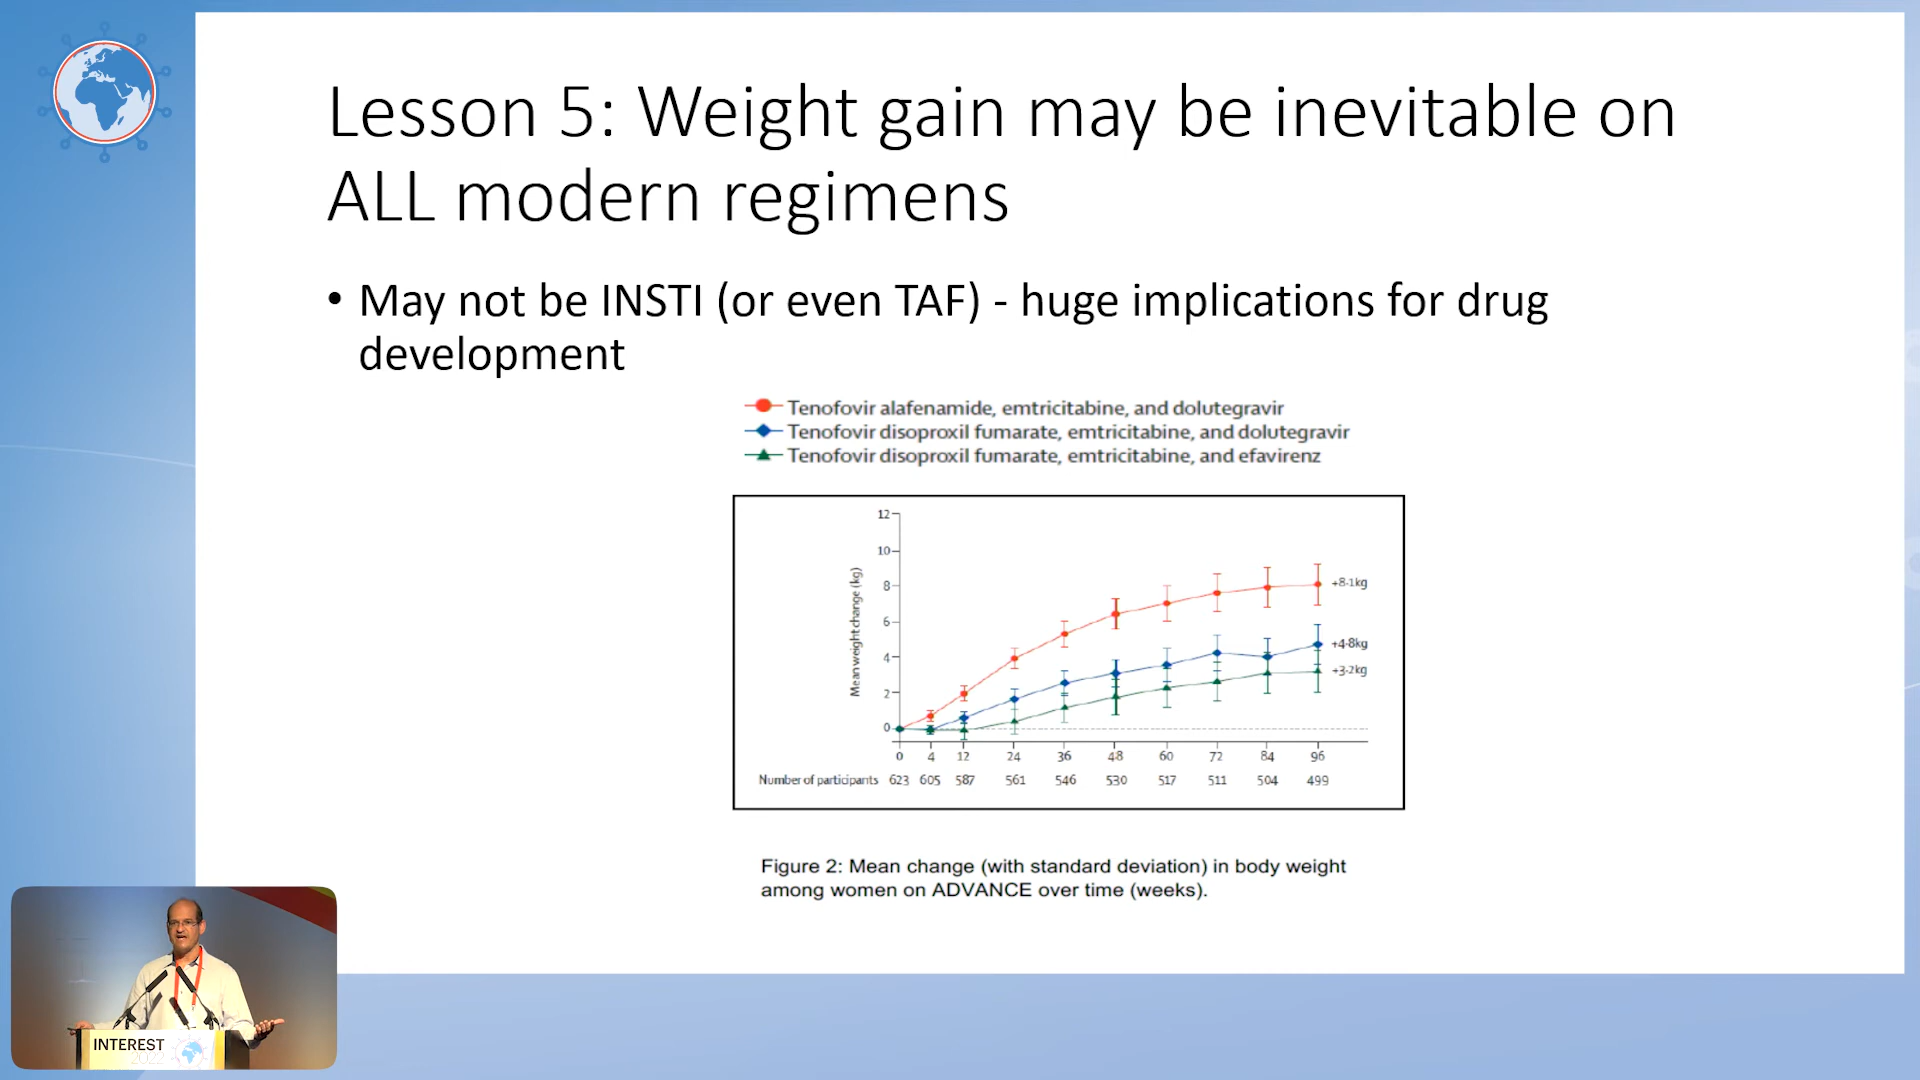 Lesson 5: Weight gain may be inevitable on
ALL modern regimens
• May not be INSTI (or even TAF) - huge implications for drug
development
Tenofovir alafenamide, emtricitabine, and dolutegravir
Tenofovir disoproxil fumarate, emtricitabine, and dolutegravir
Tenofovir disoproxil fumarate, emtricitabine, and efavirenz
Mean weight change (kg)
12
10
8
6
4
2
0
+8·1kg
+4·8kg
+3·2kg
0 4 12 24 36 48 60 72 84 96
Number of participants 623 605 587 561 546 530 517 511 504 499
Figure 2: Mean change (with standard deviation) in body weight
among women on ADVANCE over time (weeks).
INTEREST
2022